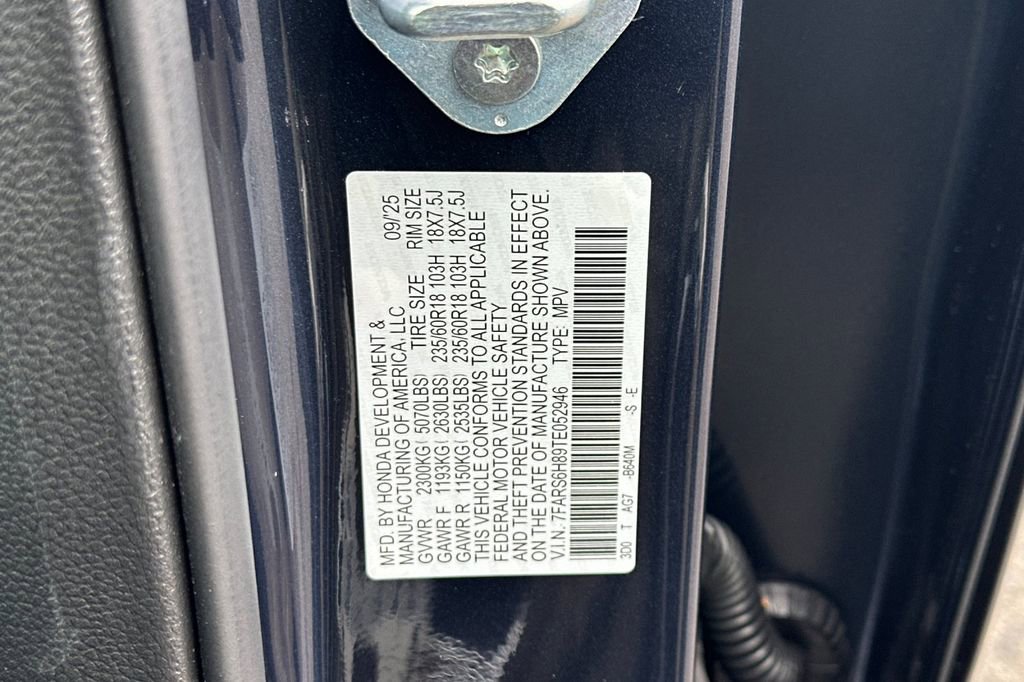 MFD. BY HONDA DEVELOPMENT &
MANUFACTURING OF AMERICA, LLC 09/'25
GVWR 2300KG( 5070LBS) TIRE SIZE RIM SIZE
GAWR F 1193KG( 2630LBS) 235/60R18 103H 18X7.5J
GAWR R 1150KG( 2535LBS) 235/60R18 103H 18X7.5J
THIS VEHICLE CONFORMS TO ALL APPLICABLE
FEDERAL MOTOR VEHICLE SAFETY
AND THEFT PREVENTION STANDARDS IN EFFECT
ON THE DATE OF MANUFACTURE SHOWN ABOVE.
V.I.N.: 7FARS6H89TE052946 TYPE: MPV
3D0 T AG7 -B640M -S -E